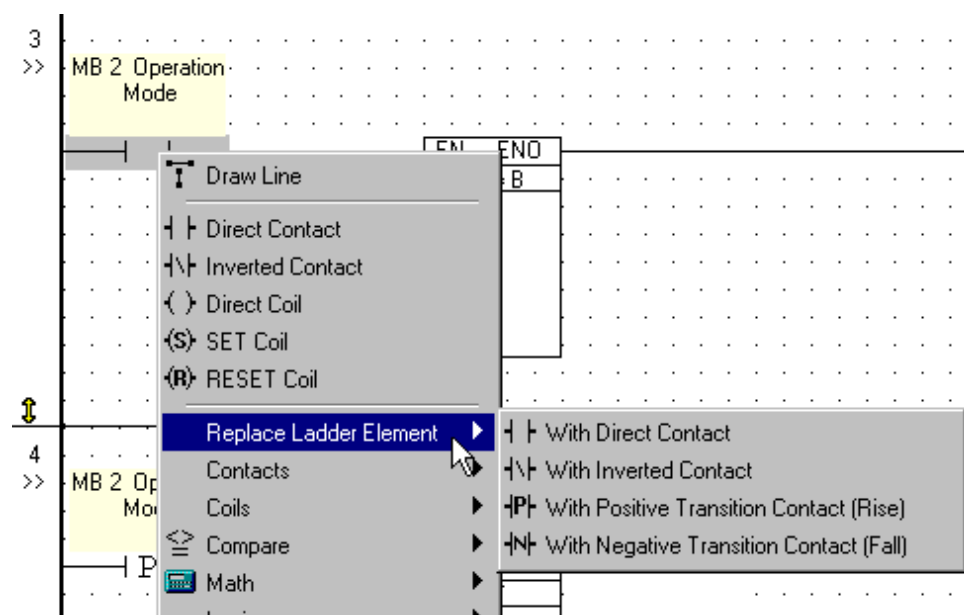 3
>>
MB 2 Operation
Mode
EN ENO
B
Draw Line
Direct Contact
Inverted Contact
Direct Coil
(S) SET Coil
(R) RESET Coil
Replace Ladder Element
With Direct Contact
Contacts
With Inverted Contact
Coils
P With Positive Transition Contact (Rise)
Compare
N With Negative Transition Contact (Fall)
Math
4
>>
MB 2 Op
Mo
P